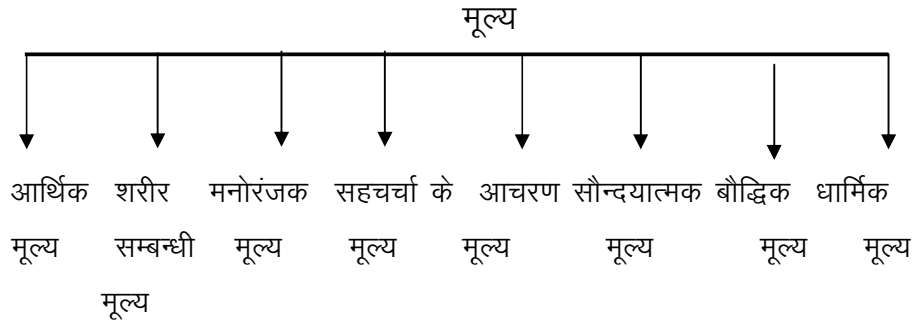 मूल्य
आर्थिक शरीर मनोरंजक सहचर्चा के आचरण सौन्दयात्मक बौद्धिक धार्मिक
मूल्य सम्बन्धी मूल्य मूल्य मूल्य मूल्य मूल्य मूल्य
मूल्य